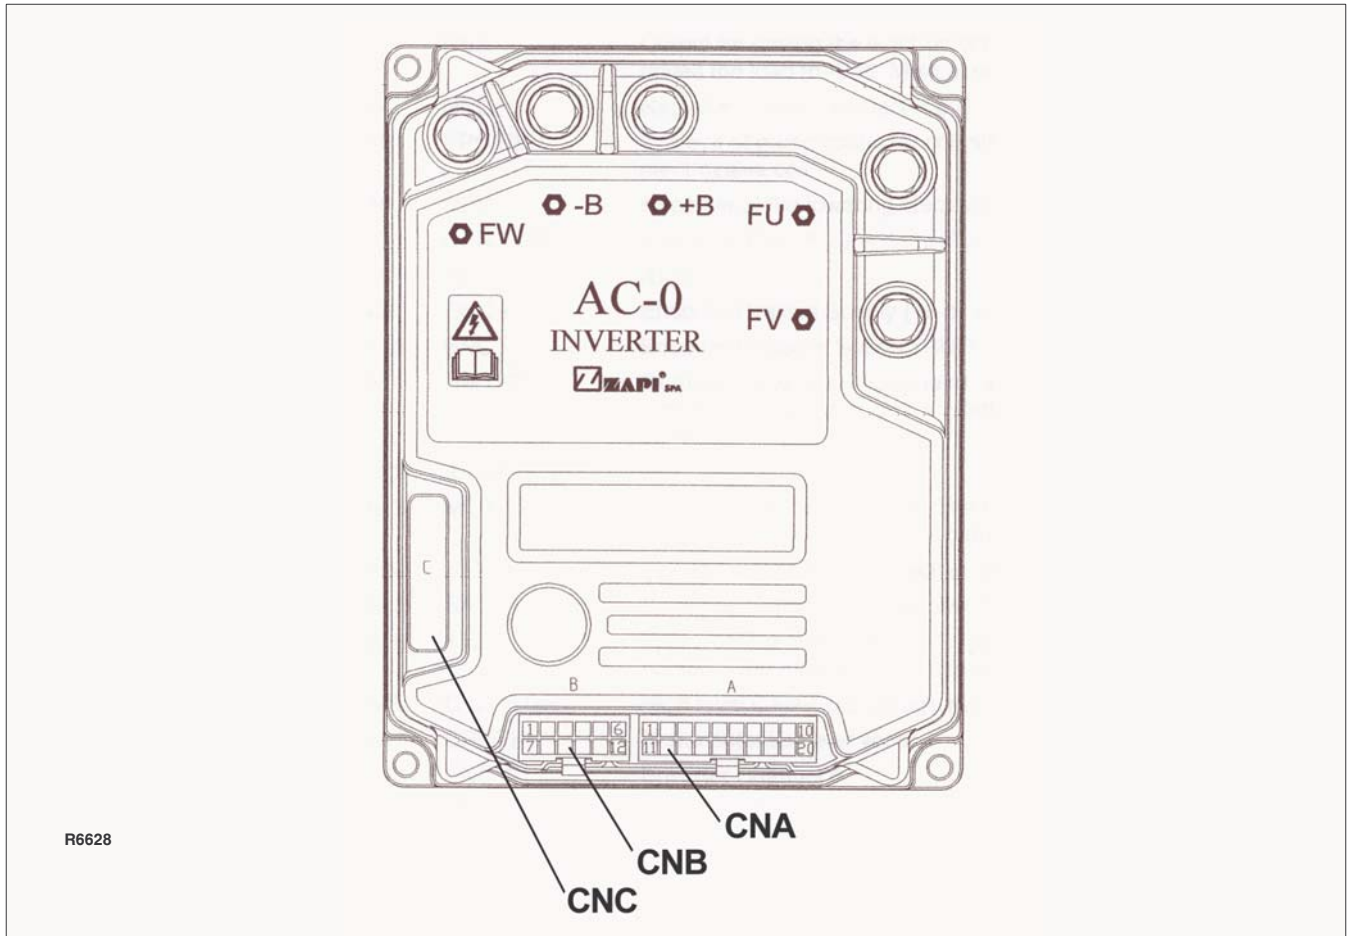 -B +B FU
FW
AC-0
FV
INVERTER
ZAPI® SPA
C
B A
1 6 1 10
7 12 11 20
CNA
R6628
CNB
CNC